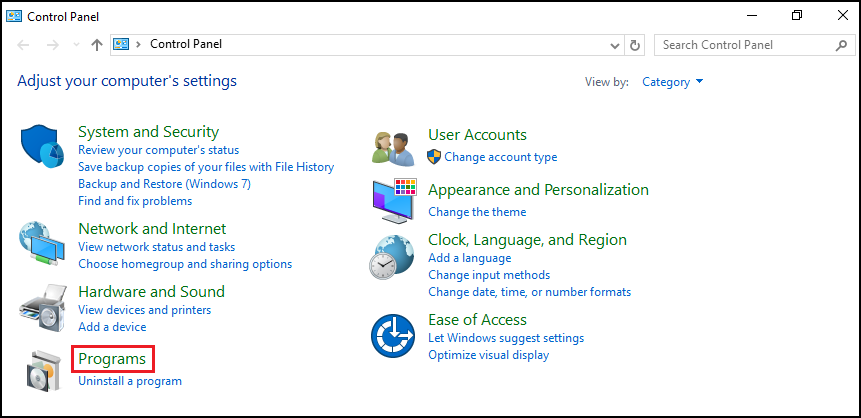 Control Panel
Control Panel
Search Control Panel
Adjust your computer's settings
View by:
Category
System and Security
Review your computer's status
Save backup copies of your files with File History
Backup and Restore (Windows 7)
Find and fix problems
Network and Internet
View network status and tasks
Choose homegroup and sharing options
Hardware and Sound
View devices and printers
Add a device
Programs
Uninstall a program
User Accounts
Change account type
Appearance and Personalization
Change the theme
Clock, Language, and Region
Add a language
Change input methods
Change date, time, or number formats
Ease of Access
Let Windows suggest settings
Optimize visual display